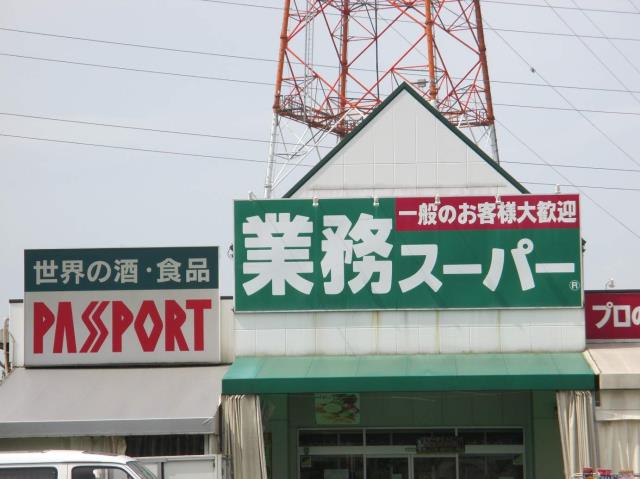 世界の酒・食品
PASSPORT
一般のお客様大歓迎
業務スーパー
®
プロの